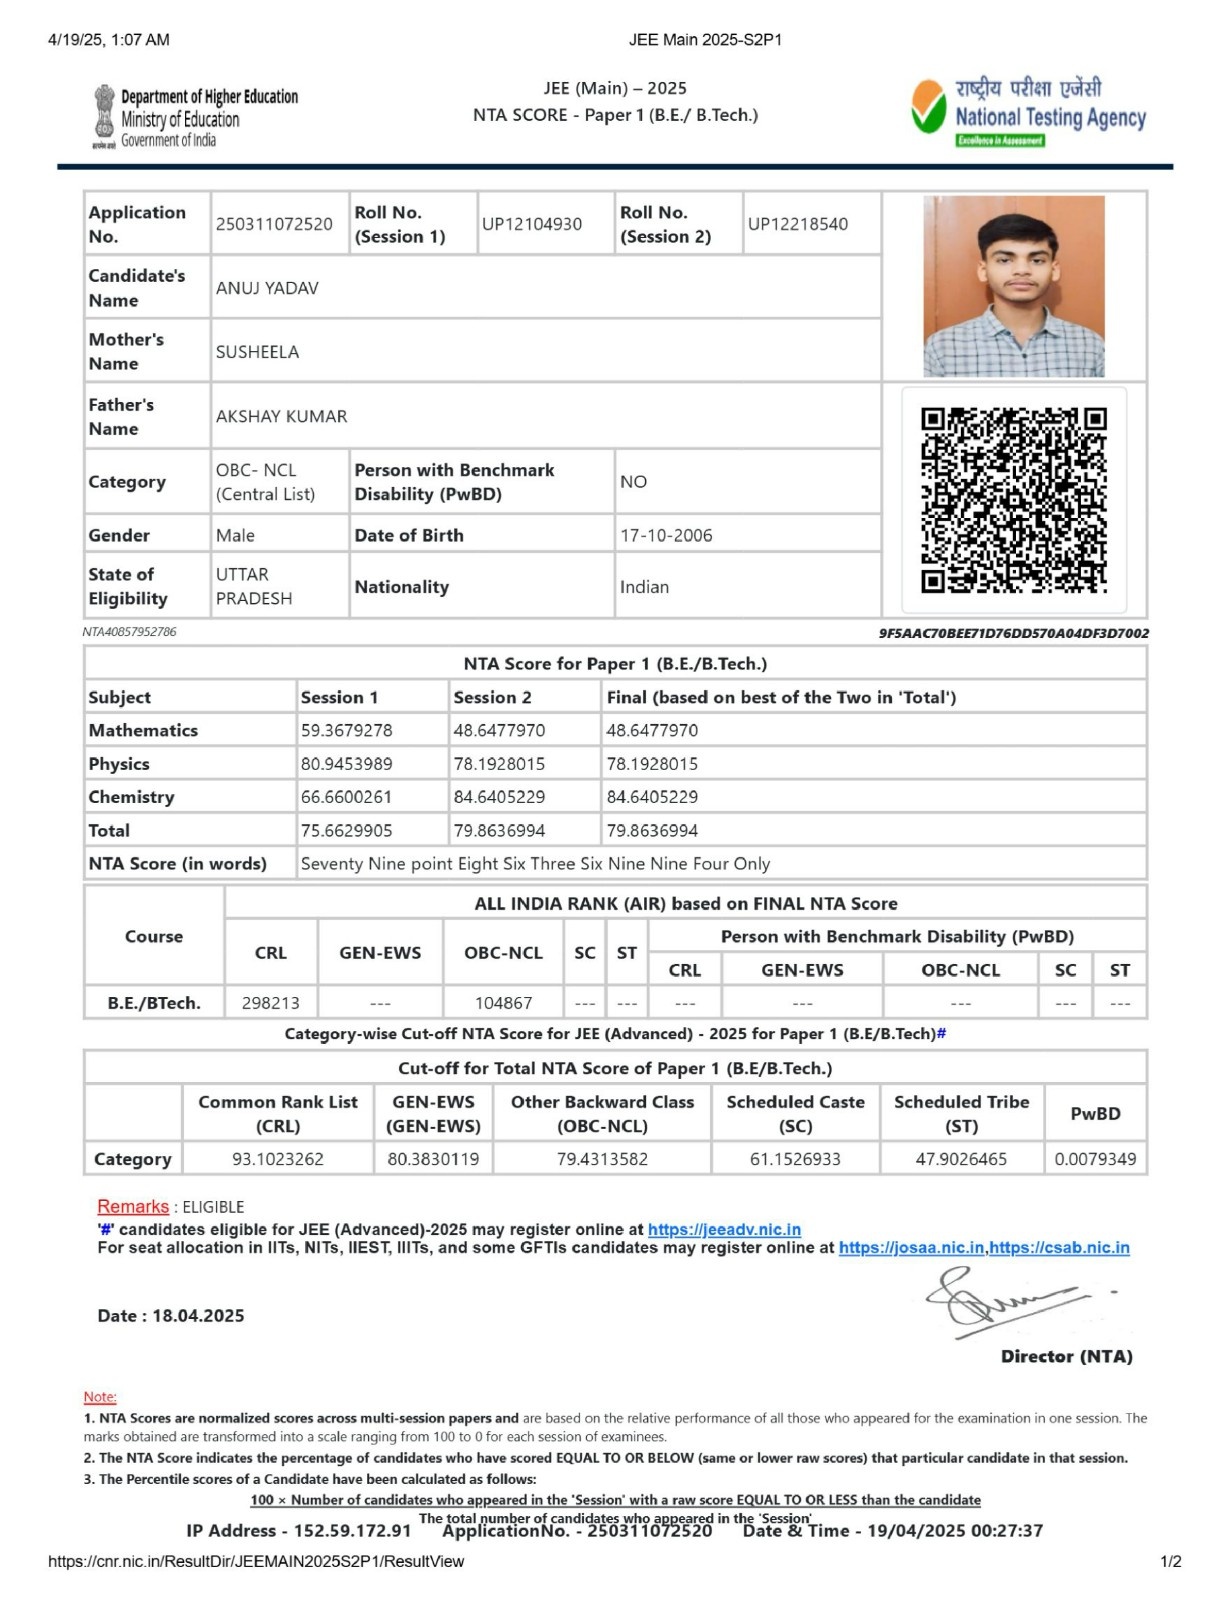 4/19/25, 1:07 AM JEE Main 2025-S2P1
Department of Higher Education
Ministry of Education
Government of India
JEE (Main) – 2025
NTA SCORE - Paper 1 (B.E./ B.Tech.)
राष्ट्रीय परीक्षा एजेंसी
National Testing Agency
Excellence in Assessment
Application No. 250311072520 Roll No. (Session 1) UP12104930 Roll No. (Session 2) UP12218540
Candidate's Name ANUJ YADAV
Mother's Name SUSHEELA
Father's Name AKSHAY KUMAR
Category OBC- NCL (Central List) Person with Benchmark Disability (PwBD) NO
Gender Male Date of Birth 17-10-2006
State of Eligibility UTTAR PRADESH Nationality Indian
NTA40857952786 9F5AAC70BEE71D76DD570A04DF3D7002
NTA Score for Paper 1 (B.E./B.Tech.)
Subject Session 1 Session 2 Final (based on best of the Two in 'Total')
Mathematics 59.3679278 48.6477970 48.6477970
Physics 80.9453989 78.1928015 78.1928015
Chemistry 66.6600261 84.6405229 84.6405229
Total 75.6629905 79.8636994 79.8636994
NTA Score (in words) Seventy Nine point Eight Six Three Six Nine Nine Four Only
ALL INDIA RANK (AIR) based on FINAL NTA Score
Course CRL GEN-EWS OBC-NCL SC ST Person with Benchmark Disability (PwBD)
CRL GEN-EWS OBC-NCL SC ST
B.E./BTech. 298213 --- 104867 --- --- --- --- --- --- ---
Category-wise Cut-off NTA Score for JEE (Advanced) - 2025 for Paper 1 (B.E/B.Tech)#
Cut-off for Total NTA Score of Paper 1 (B.E/B.Tech.)
Common Rank List (CRL) GEN-EWS (GEN-EWS) Other Backward Class (OBC-NCL) Scheduled Caste (SC) Scheduled Tribe (ST) PwBD
Category 93.1023262 80.3830119 79.4313582 61.1526933 47.9026465 0.0079349
Remarks : ELIGIBLE
'#' candidates eligible for JEE (Advanced)-2025 may register online at https://jeeadv.nic.in
For seat allocation in IITs, NITs, IIEST, IIITs, and some GFTIs candidates may register online at https://josaa.nic.in,https://csab.nic.in
Date : 18.04.2025
Director (NTA)
Note:
1. NTA Scores are normalized scores across multi-session papers and are based on the relative performance of all those who appeared for the examination in one session. The
marks obtained are transformed into a scale ranging from 100 to 0 for each session of examinees.
2. The NTA Score indicates the percentage of candidates who have scored EQUAL TO OR BELOW (same or lower raw scores) that particular candidate in that session.
3. The Percentile scores of a Candidate have been calculated as follows:
100 × Number of candidates who appeared in the 'Session' with a raw score EQUAL TO OR LESS than the candidate
The total number of candidates who appeared in the 'Session'
IP Address - 152.59.172.91 ApplicationNo. - 250311072520 Date & Time - 19/04/2025 00:27:37
https://cnr.nic.in/ResultDir/JEEMAIN2025S2P1/ResultView 1/2